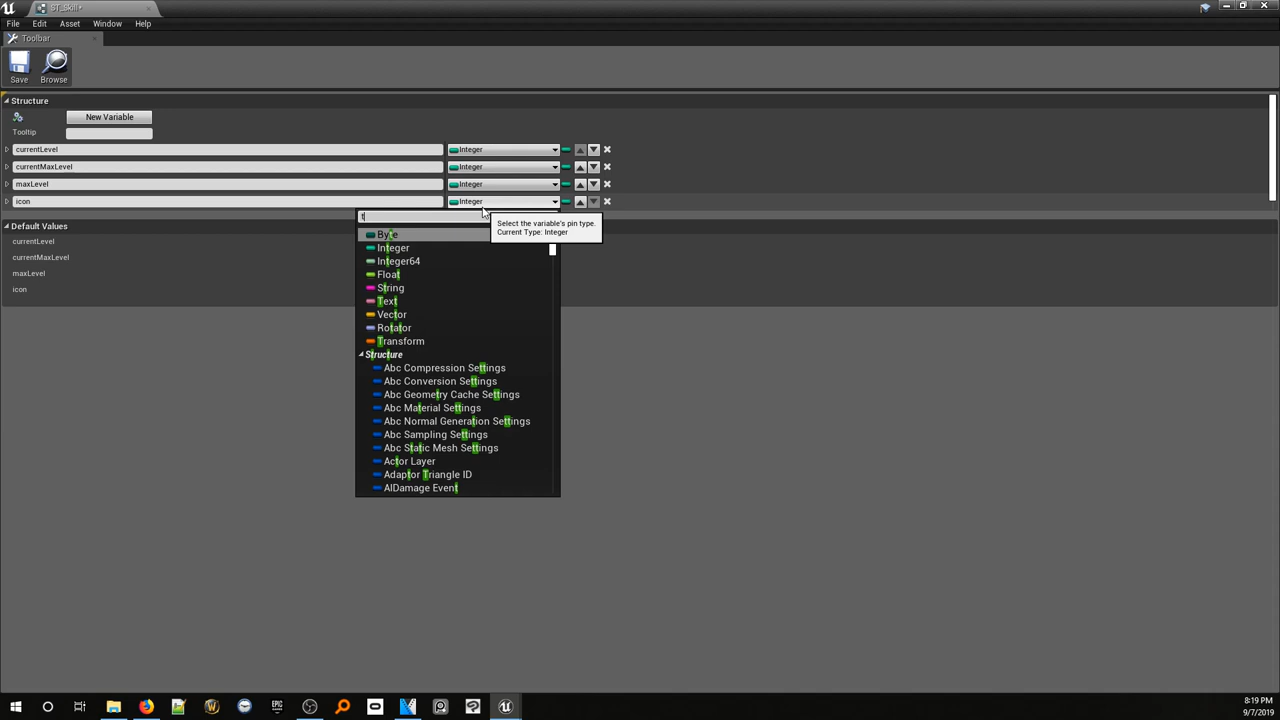 ST_Skill*
File Edit Asset Window Help
Toolbar
Save Browse
Structure
New Variable
Tooltip
currentLevel Integer
currentMaxLevel Integer
maxLevel Integer
icon Integer
t
Select the variable's pin type.
Current Type: Integer
Default Values
currentLevel
currentMaxLevel
maxLevel
icon
Byte
Integer
Integer64
Float
String
Text
Vector
Rotator
Transform
Structure
Abc Compression Settings
Abc Conversion Settings
Abc Geometry Cache Settings
Abc Material Settings
Abc Normal Generation Settings
Abc Sampling Settings
Abc Static Mesh Settings
Actor Layer
Adaptor Triangle ID
AIDamage Event
EPIC
8:19 PM
9/7/2019